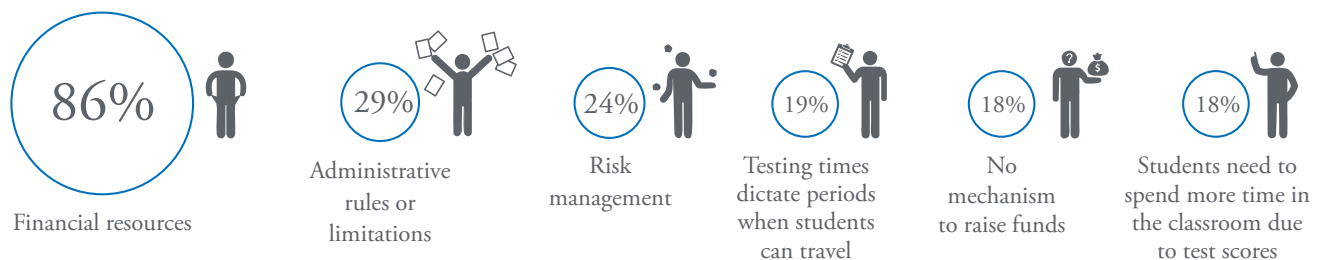 86%
Financial resources
29%
Administrative
rules or
limitations
24%
Risk
management
19%
Testing times
dictate periods
when students
can travel
18%
?
$
No
mechanism
to raise funds
18%
Students need to
spend more time in
the classroom due
to test scores